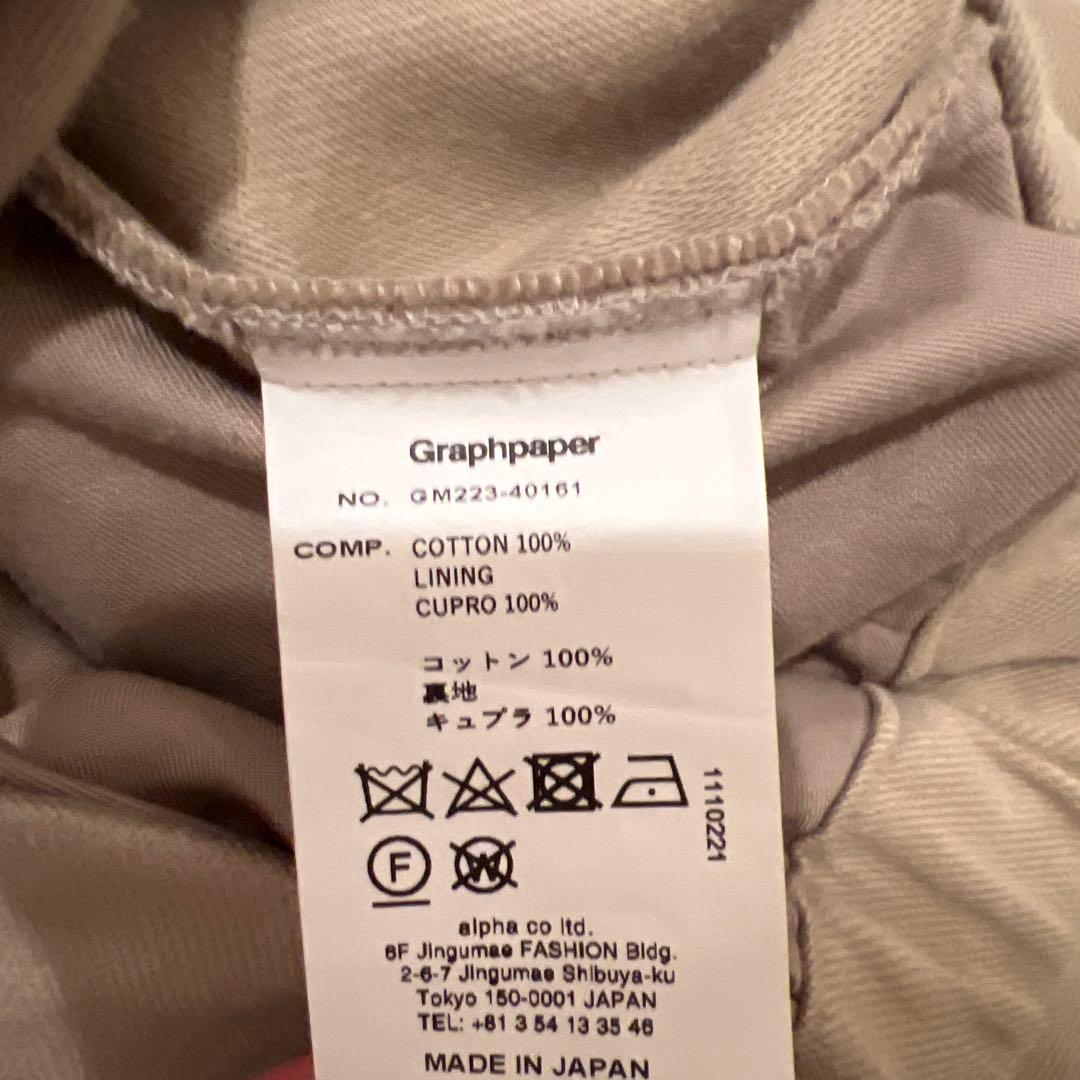 Graphpaper
NO. GM223-40161
COMP. COTTON 100%
LINING
CUPRO 100%
コットン 100%
裏地
キュプラ 100%
1110221
F
W
alpha co ltd.
6F Jingumae FASHION Bldg.
2-6-7 Jingumae Shibuya-ku
Tokyo 150-0001 JAPAN
TEL: +81 3 54 13 35 46
MADE IN JAPAN